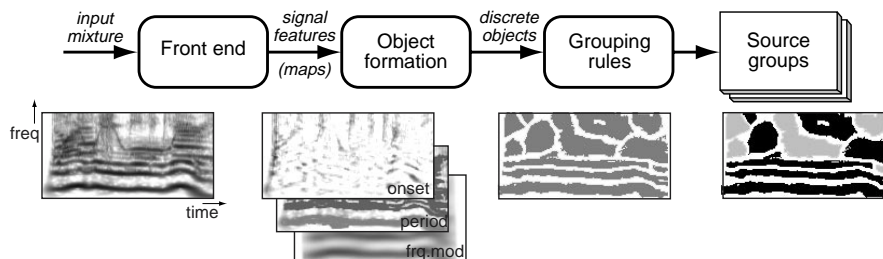 input
mixture
Front end
signal
features
(maps)
Object
formation
discrete
objects
Grouping
rules
Source
groups
freq
time
onset
period
frq.mod